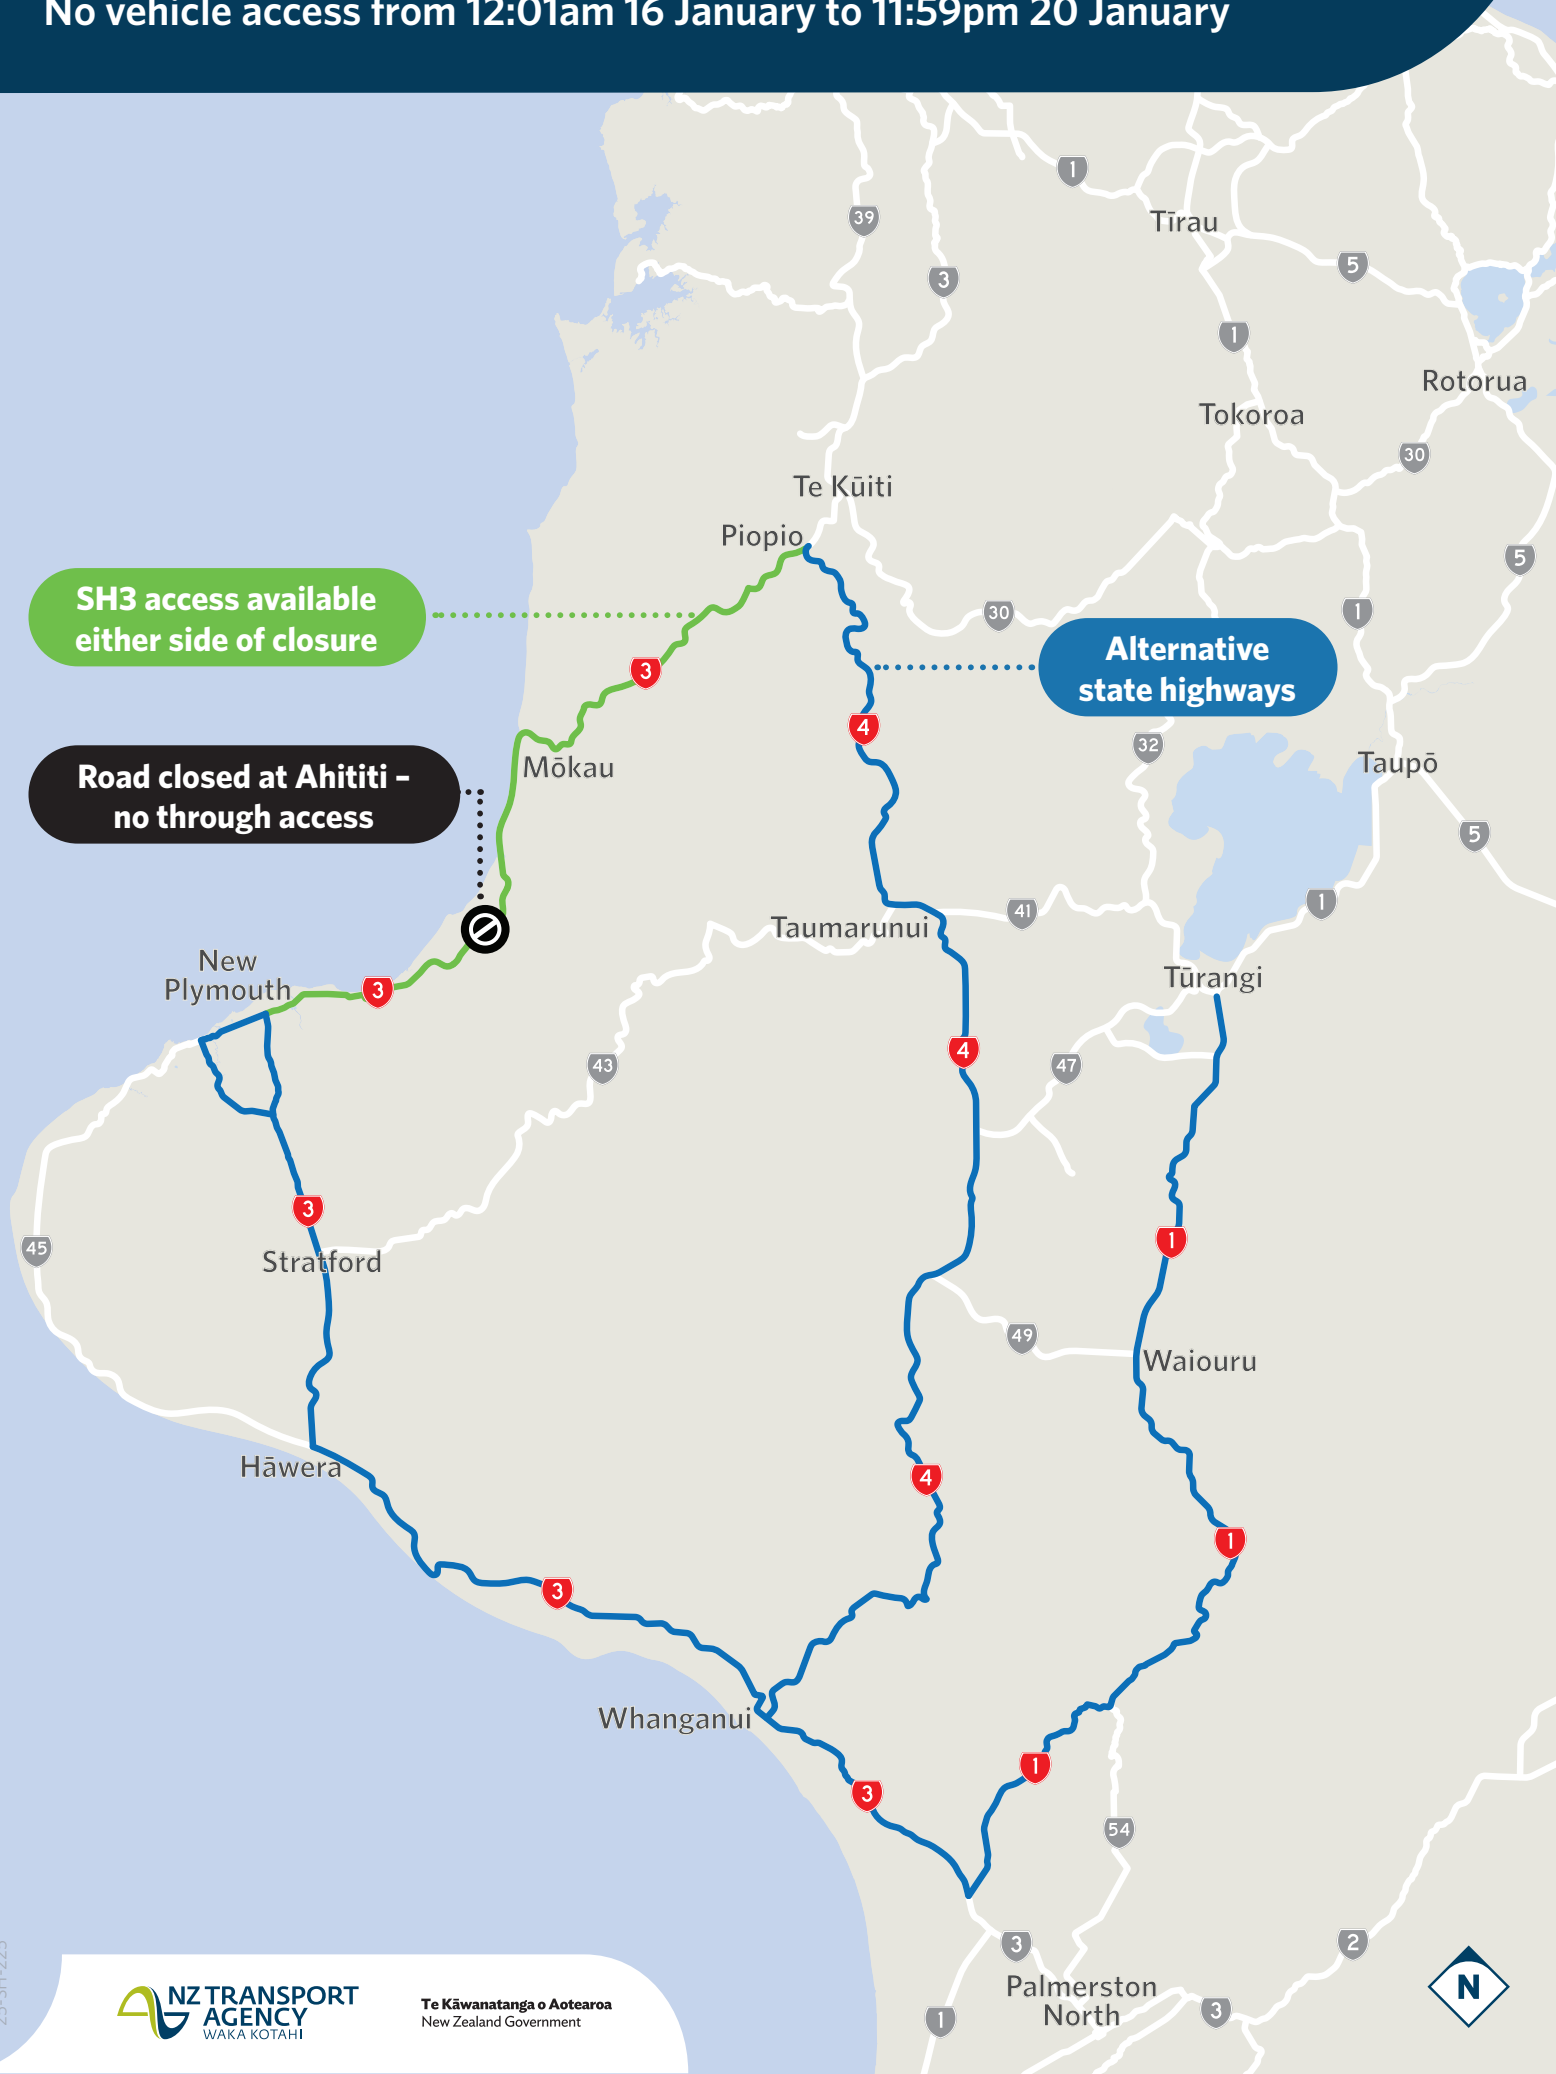 No vehicle access from 12:01am 16 January to 11:59pm 20 January
1
39
Tīrau
3
5
1
Rotorua
Tokoroa
30
Te Kūiti
Piopio
5
SH3 access available
either side of closure
30
1
Alternative
state highways
3
4
32
Mōkau
Taupō
Road closed at Ahititi –
no through access
5
41
1
Taumarunui
New
Plymouth
Tūrangi
3
4
43
47
3
1
45
Stratford
49
Waiouru
Hāwera
4
1
3
Whanganui
1
3
54
3
2
Palmerston
North
N
3
1
NZ TRANSPORT
AGENCY
WAKA KOTAHI
Te Kāwanatanga o Aotearoa
New Zealand Government